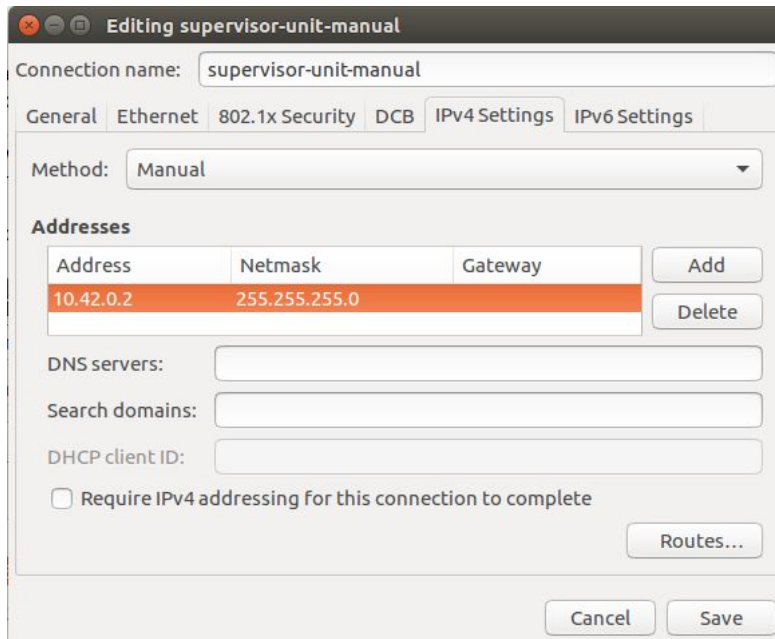 Editing supervisor-unit-manual
Connection name: supervisor-unit-manual
General Ethernet 802.1x Security DCB IPv4 Settings IPv6 Settings
Method: Manual
Addresses
Address Netmask Gateway Add
10.42.0.2 255.255.255.0
Delete
DNS servers:
Search domains:
DHCP client ID:
Require IPv4 addressing for this connection to complete
Routes...
Cancel Save